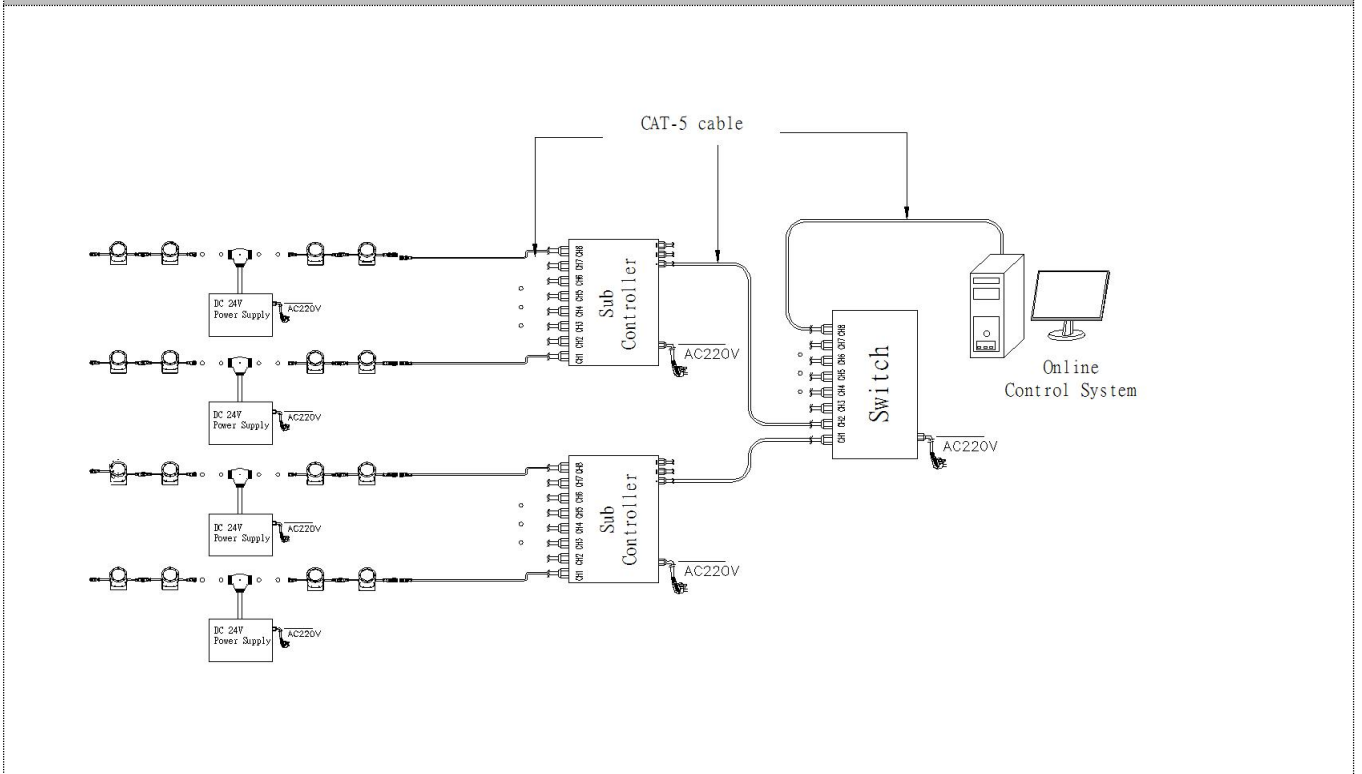 CAT-5 cable
DC 24V
Power Supply
AC220V
CH8
CH7
CH6
CH5
CH4
CH3
CH2
CH1
Sub
Controller
AC220V
DC 24V
Power Supply
AC220V
CH8
CH7
CH6
CH5
CH4
CH3
CH2
CH1
Switch
AC220V
Online
Control System
DC 24V
Power Supply
AC220V
CH8
CH7
CH6
CH5
CH4
CH3
CH2
CH1
Sub
Controller
AC220V
DC 24V
Power Supply
AC220V